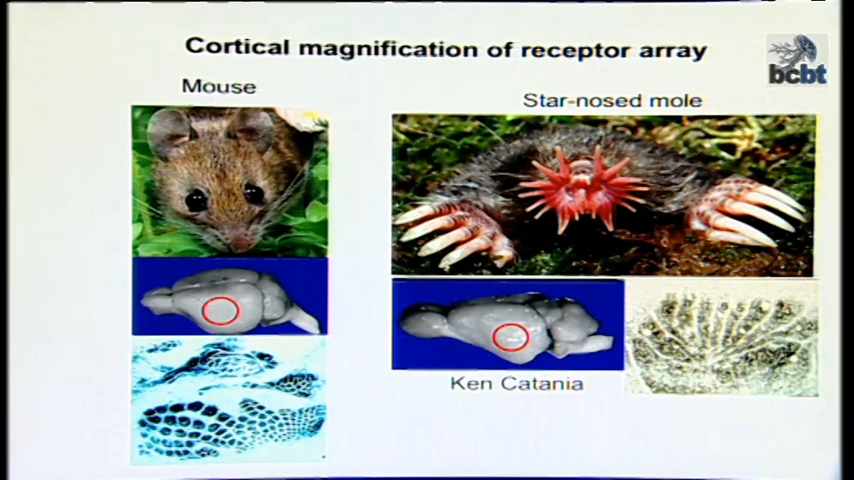 Cortical magnification of receptor array
bcbt
Mouse
Star-nosed mole
Ken Catania